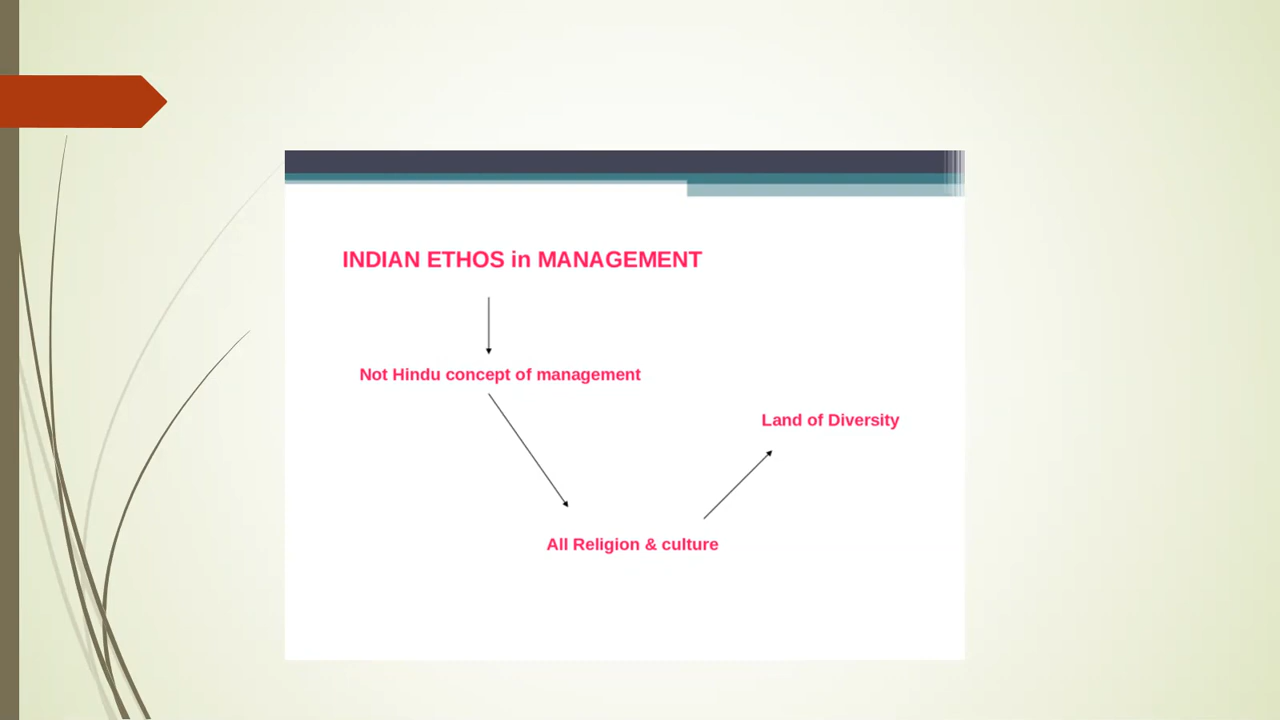 INDIAN ETHOS in MANAGEMENT
Not Hindu concept of management
Land of Diversity
All Religion & culture